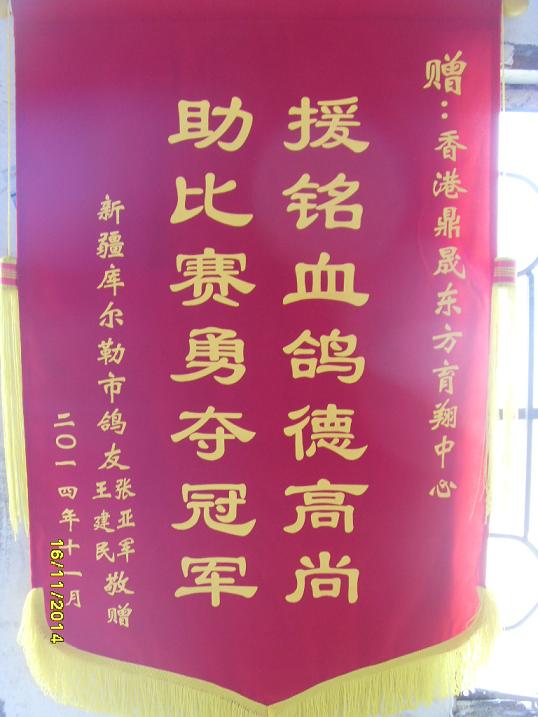 赠：香港鼎晟东方育翔中心
援铭血鸽德高尚
助比赛勇夺冠军
新疆库尔勒市鸽友张亚军
王建民敬赠
二〇一四年十一月
16/11/2014